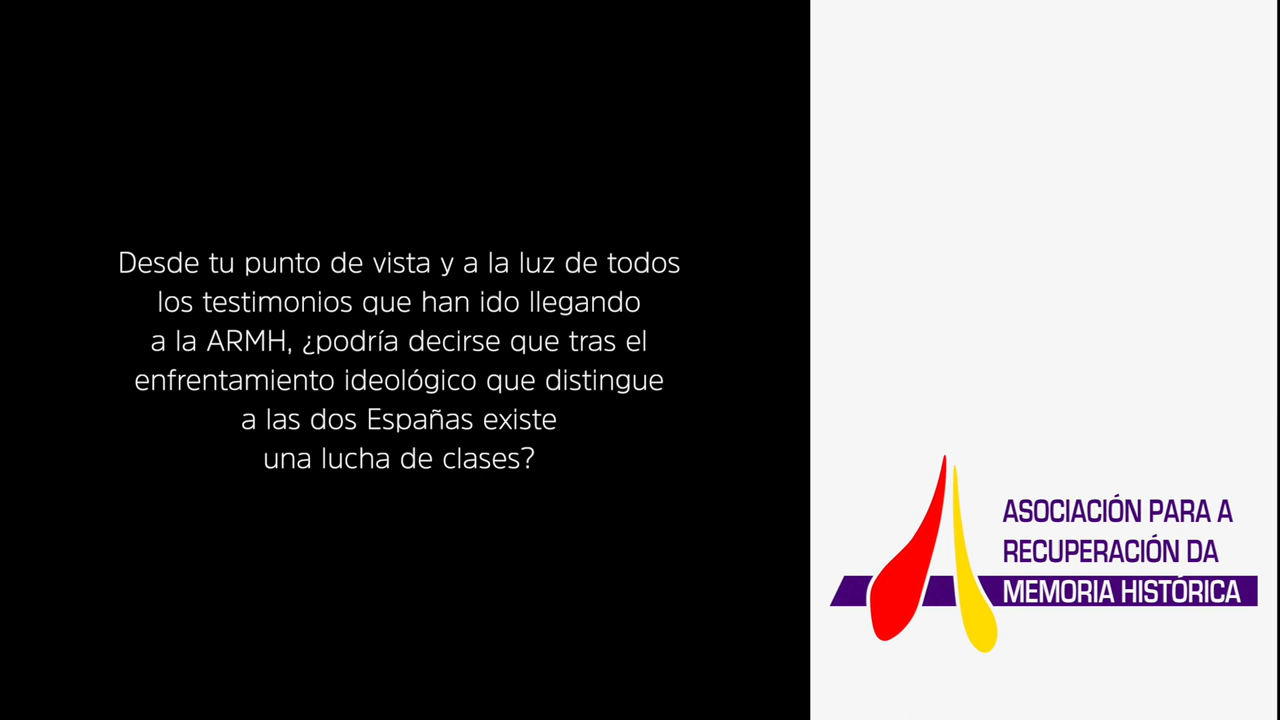 Desde tu punto de vista y a la luz de todos
los testimonios que han ido llegando
a la ARMH, ¿podría decirse que tras el
enfrentamiento ideológico que distingue
a las dos Españas existe
una lucha de clases?
ASOCIACIÓN PARA A
RECUPERACIÓN DA
MEMORIA HISTÓRICA